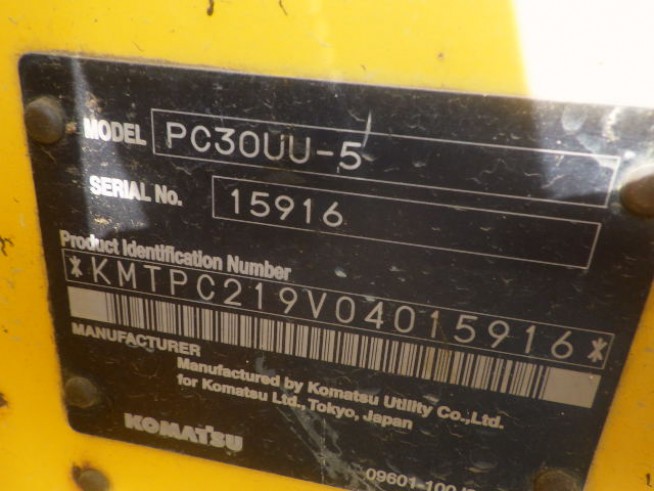 MODEL PC30UU-5
SERIAL No. 15916
Product Identification Number
*KMTPC219V04015916*
MANUFACTURER
Manufactured by Komatsu Utility Co.,Ltd.
for Komatsu Ltd., Tokyo, Japan
KOMATSU